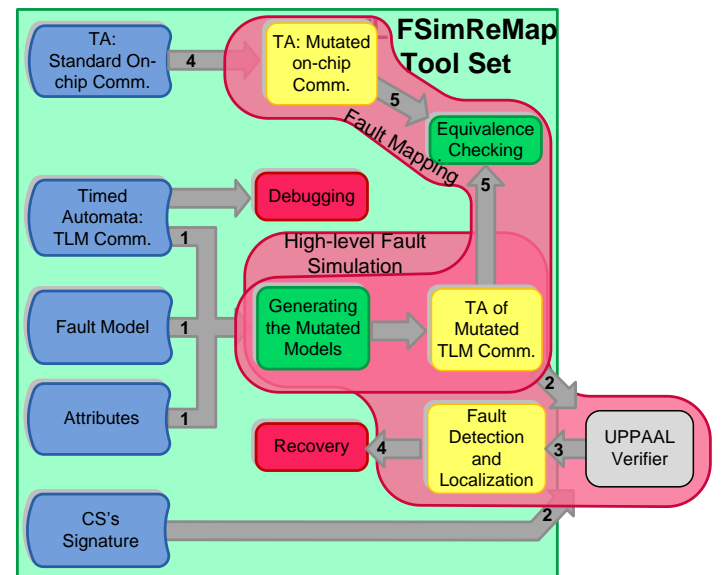 FSimReMap
Tool Set
TA:
Standard On-
chip Comm.
4
TA: Mutated
on-chip
Comm.
5
Fault Mapping
Equivalence
Checking
5
Timed
Automata:
TLM Comm.
1
Debugging
High-level Fault
Simulation
Fault Model
1
Generating
the Mutated
Models
TA of
Mutated
TLM Comm.
2
Attributes
1
Recovery
4
Fault
Detection
and
Localization
3
UPPAAL
Verifier
CS's
Signature
2